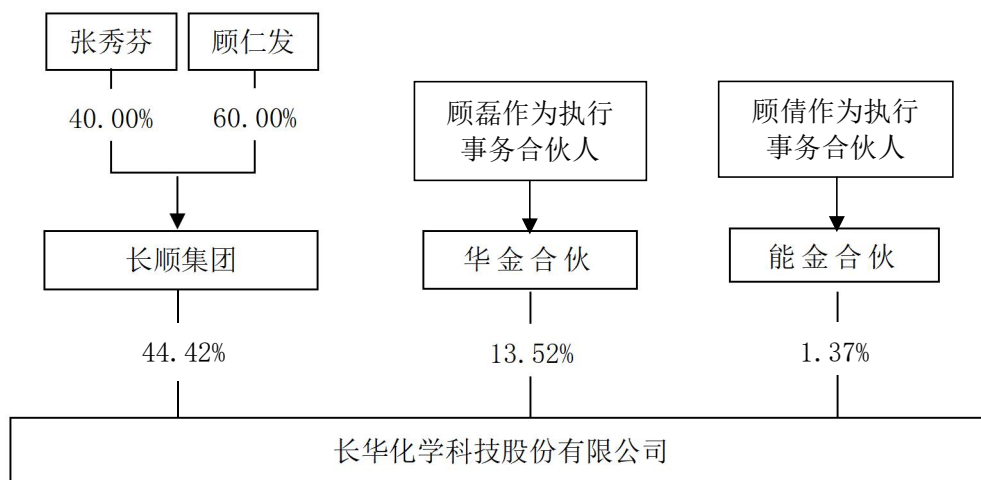 张秀芬
顾仁发
40.00%
60.00%
顾磊作为执行
事务合伙人
顾倩作为执行
事务合伙人
长顺集团
华金合伙
能金合伙
44.42%
13.52%
1.37%
长华化学科技股份有限公司